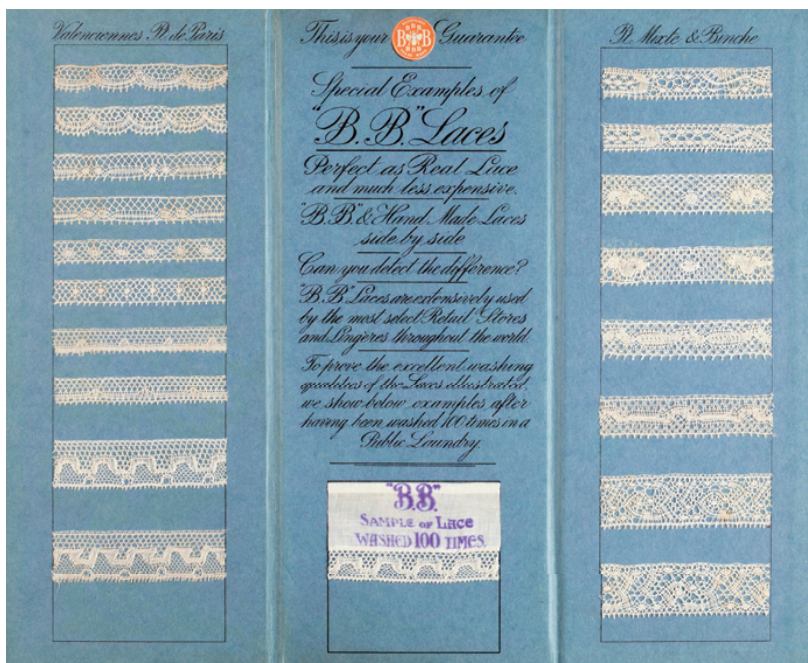 Valenciennes Pt. de Paris
This is your B B Guarantee
Special Examples of
"B.B." Laces
Perfect as Real Lace
and much less expensive.
"B.B." & Hand Made Laces
side by side
Can you detect the difference?
"B.B." Laces are extensively used
by the most select Retail Stores
and Lingères throughout the world.
To prove the excellent washing
qualities of the Laces illustrated,
we show below examples after
having been washed 100 times in a
Public Laundry.
"B.B."
SAMPLE OF LACE
WASHED 100 TIMES.
Pt. Mixte & Binche